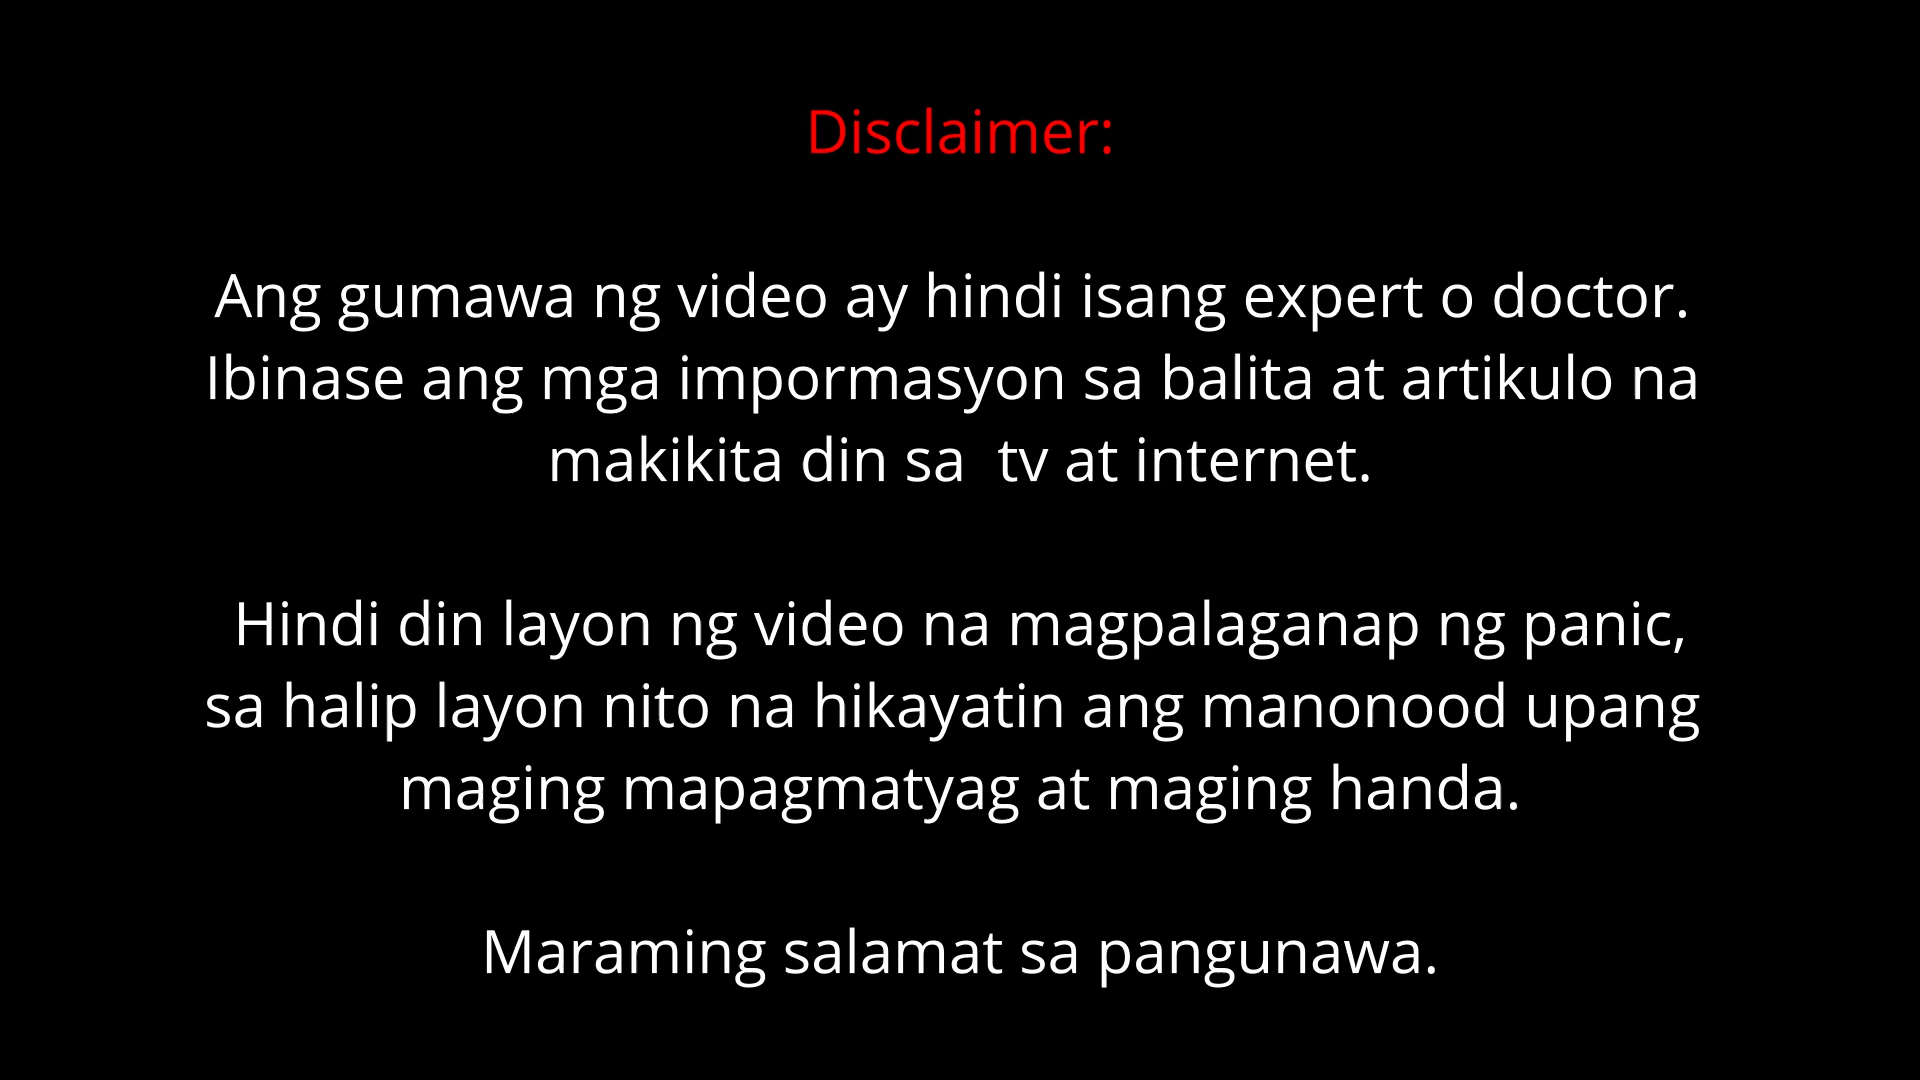 Disclaimer:
Ang gumawa ng video ay hindi isang expert o doctor.
Ibinase ang mga impormasyon sa balita at artikulo na
makikita din sa  tv at internet.
Hindi din layon ng video na magpalaganap ng panic,
sa halip layon nito na hikayatin ang manonood upang
maging mapagmatyag at maging handa.
Maraming salamat sa pangunawa.